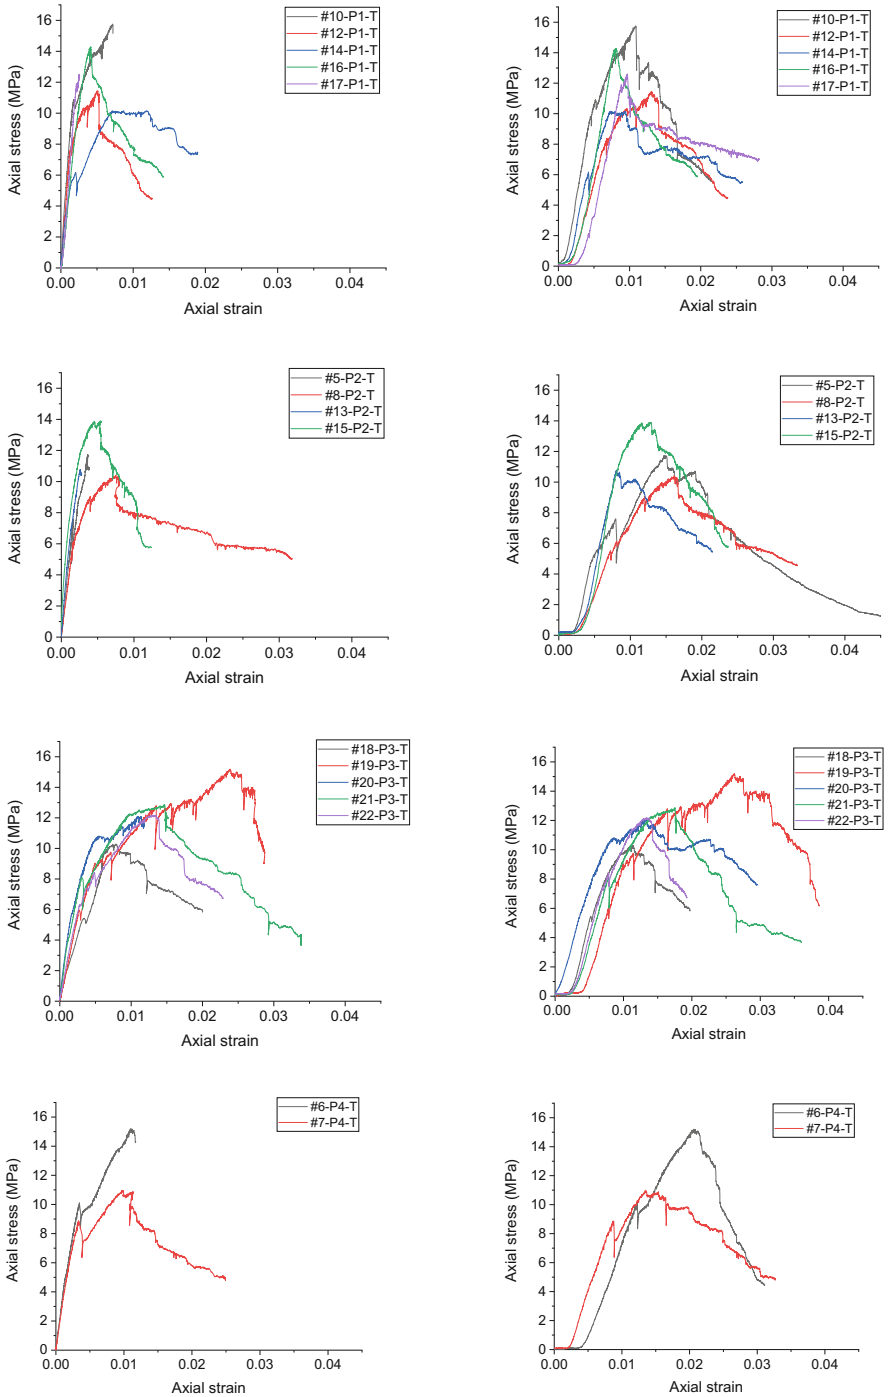 16
14
12
10
8
6
4
2
0
Axial stress (MPa)
#10-P1-T
#12-P1-T
#14-P1-T
#16-P1-T
#17-P1-T
0.00 0.01 0.02 0.03 0.04
Axial strain
16
14
12
10
8
6
4
2
0
Axial stress (MPa)
#10-P1-T
#12-P1-T
#14-P1-T
#16-P1-T
#17-P1-T
0.00 0.01 0.02 0.03 0.04
Axial strain
16
14
12
10
8
6
4
2
0
Axial stress (MPa)
#5-P2-T
#8-P2-T
#13-P2-T
#15-P2-T
0.00 0.01 0.02 0.03 0.04
Axial strain
16
14
12
10
8
6
4
2
0
Axial stress (MPa)
#5-P2-T
#8-P2-T
#13-P2-T
#15-P2-T
0.00 0.01 0.02 0.03 0.04
Axial strain
16
14
12
10
8
6
4
2
0
Axial stress (MPa)
#18-P3-T
#19-P3-T
#20-P3-T
#21-P3-T
#22-P3-T
0.00 0.01 0.02 0.03 0.04
Axial strain
16
14
12
10
8
6
4
2
0
Axial stress (MPa)
#18-P3-T
#19-P3-T
#20-P3-T
#21-P3-T
#22-P3-T
0.00 0.01 0.02 0.03 0.04
Axial strain
16
14
12
10
8
6
4
2
0
Axial stress (MPa)
#6-P4-T
#7-P4-T
0.00 0.01 0.02 0.03 0.04
Axial strain
16
14
12
10
8
6
4
2
0
Axial stress (MPa)
#6-P4-T
#7-P4-T
0.00 0.01 0.02 0.03 0.04
Axial strain